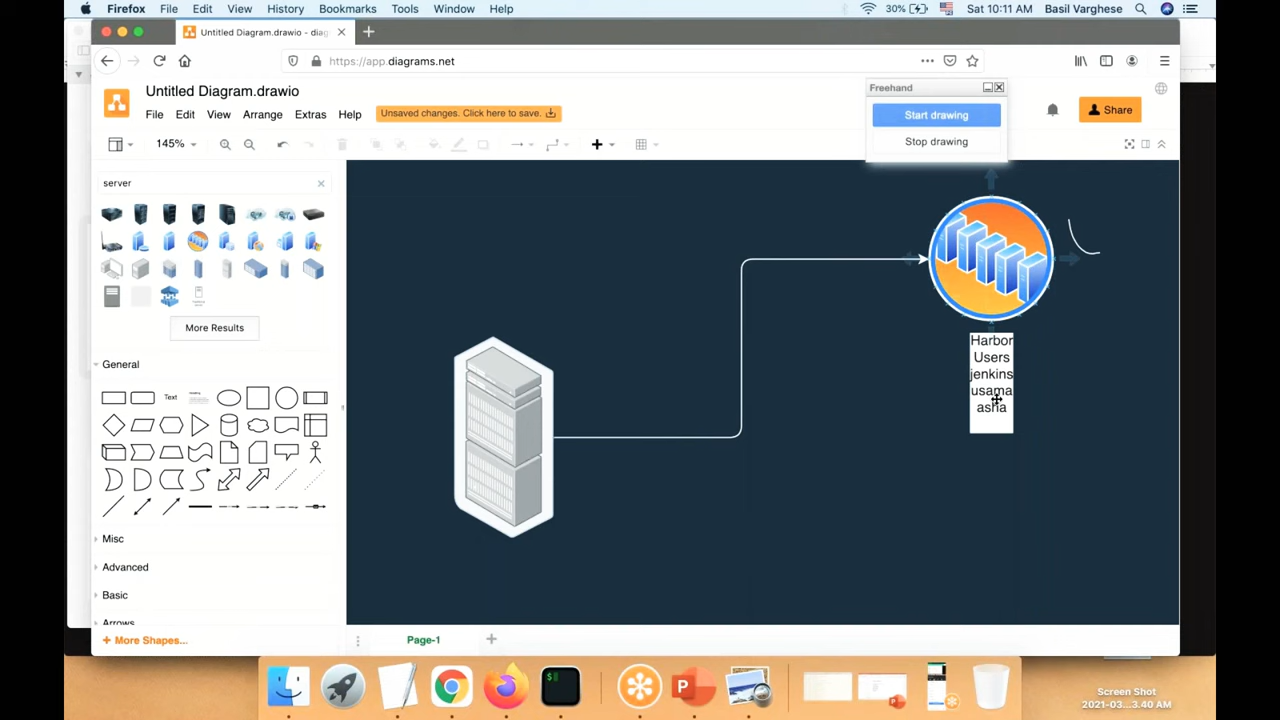 Firefox File Edit View History Bookmarks Tools Window Help 30% Sat 10:11 AM Basil Varghese
Untitled Diagram.drawio - diag
https://app.diagrams.net
Untitled Diagram.drawio
Freehand
File Edit View Arrange Extras Help Unsaved changes. Click here to save.
Start drawing
Share
Stop drawing
145%
server
Harbor
Users
jenkins
usama
asha
More Results
General
Text
Heading
Misc
Advanced
Basic
Arrows
+ More Shapes...
Page-1
$
P
Screen Shot
2021-03...3.40 AM